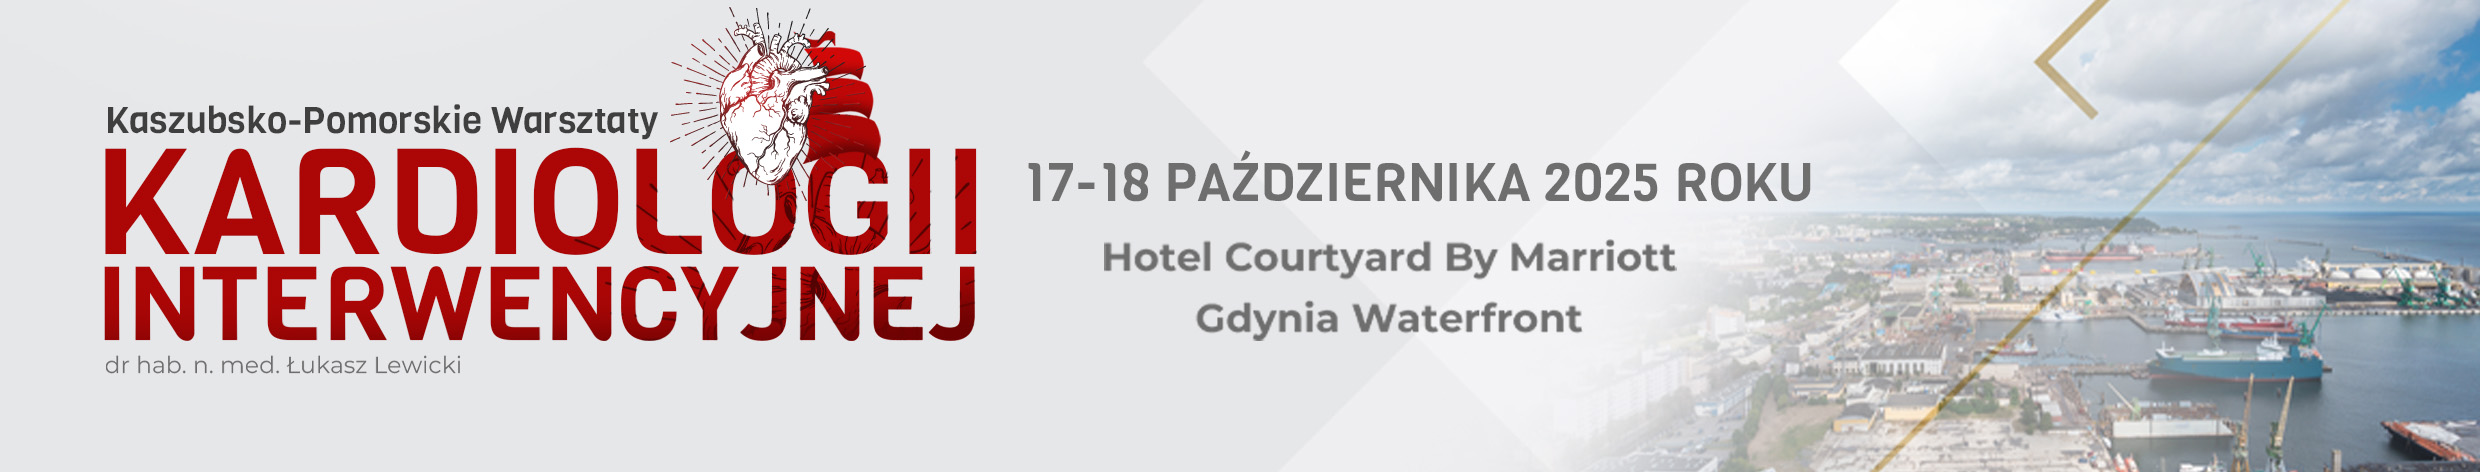 Kaszubsko-Pomorskie Warsztaty
KARDIOLOGII
INTERWENCYJNEJ
dr hab. n. med. Łukasz Lewicki
17-18 PAŹDZIERNIKA 2025 ROKU
Hotel Courtyard By Marriott
Gdynia Waterfront